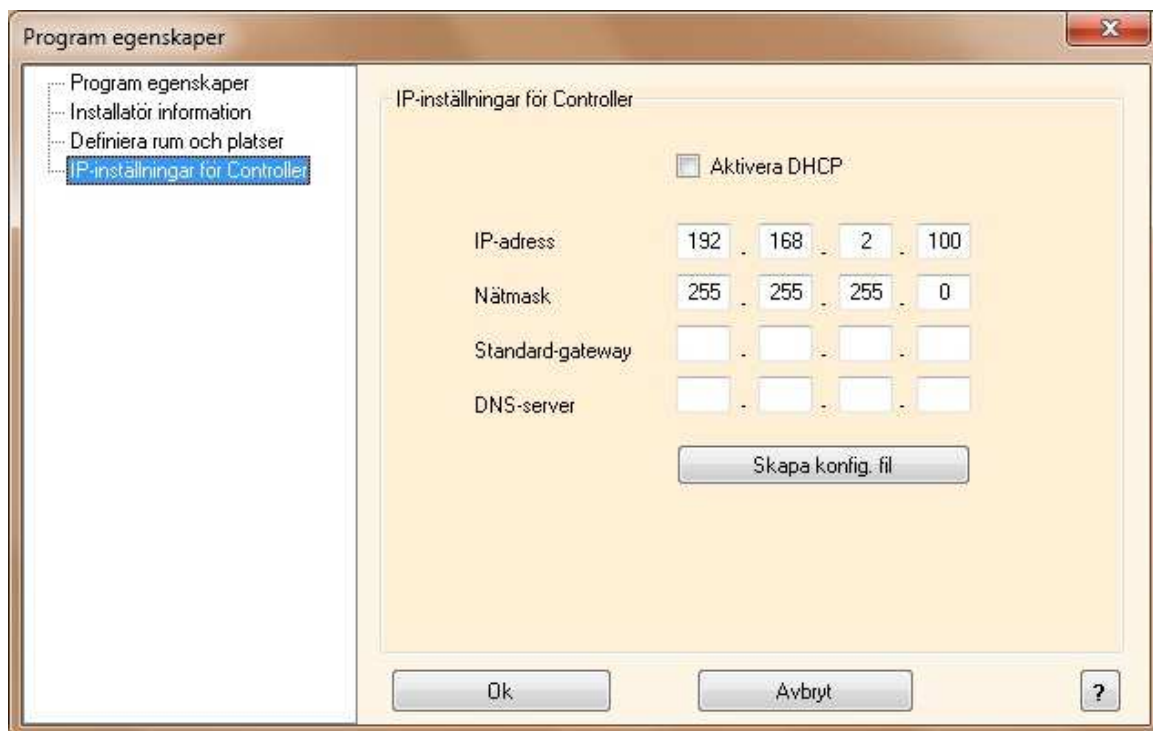 Program egenskaper
Program egenskaper
Installatör information
Definiera rum och platser
IP-inställningar för Controller
IP-inställningar för Controller
Aktivera DHCP
IP-adress 192 . 168 . 2 . 100
Nätmask 255 . 255 . 255 . 0
Standard-gateway . . .
DNS-server . . .
Skapa konfig. fil
Ok Avbryt ?